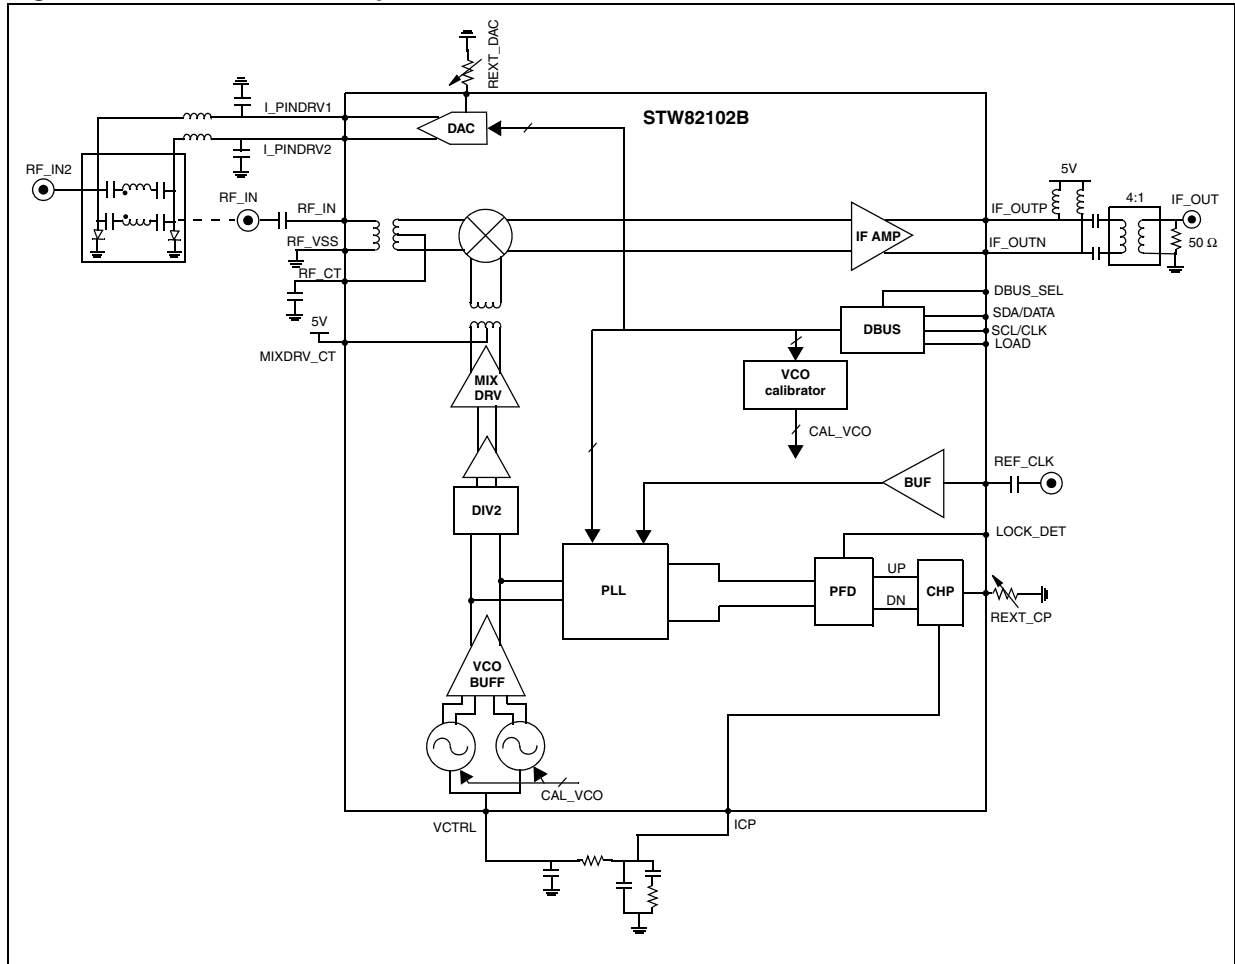 REXT_DAC
STW82102B
I_PINDRV1
DAC
I_PINDRV2
RF_IN2
RF_IN
RF_IN
RF_VSS
RF_CT
5V
MIXDRV_CT
IF AMP
5V
IF_OUTP
4:1
IF_OUT
50 Ω
IF_OUTN
DBUS_SEL
SDA/DATA
SCL/CLK
LOAD
DBUS
VCO
calibrator
CAL_VCO
MIX
DRV
DIV2
BUF
REF_CLK
LOCK_DET
PLL
PFD
UP
DN
CHP
REXT_CP
VCO
BUFF
CAL_VCO
VCTRL
ICP